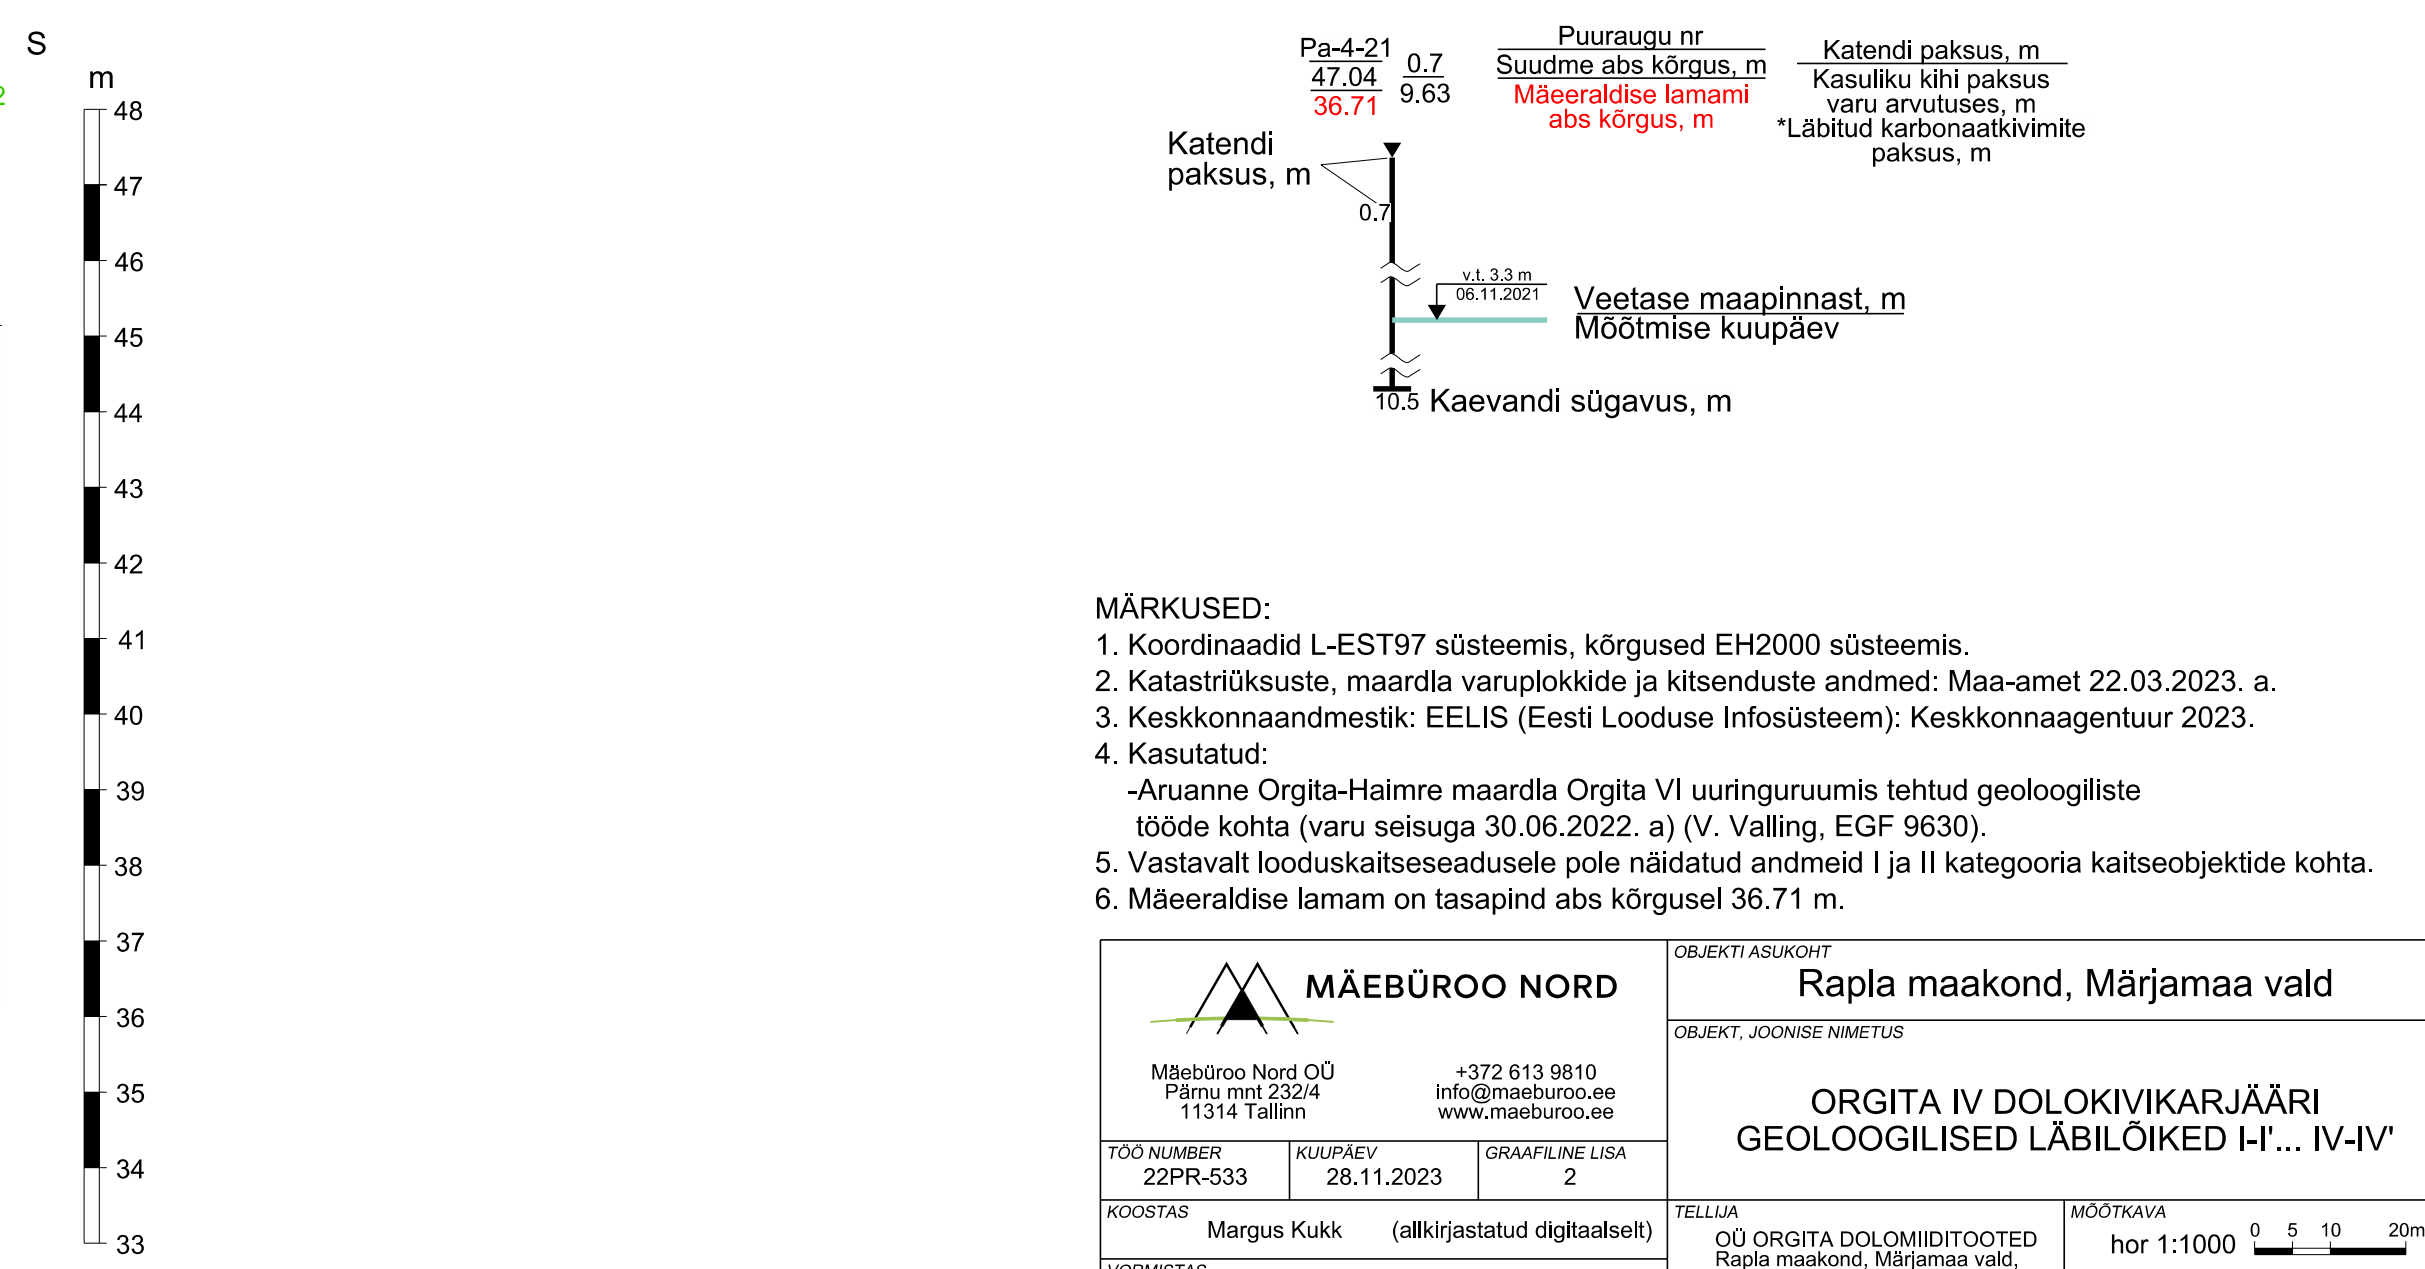 S
m
2
48
47
46
45
44
43
42
41
40
39
38
37
36
35
34
33
Pa-4-21
47.04
36.71
0.7
9.63
Puuraugu nr
Suudme abs kõrgus, m
Mäeeraldise lamami
abs kõrgus, m
Katendi paksus, m
Kasuliku kihi paksus
varu arvutuses, m
*Läbitud karbonaatkivimite
paksus, m
Katendi
paksus, m
0.7
v.t. 3.3 m
06.11.2021
Veetase maapinnast, m
Mõõtmise kuupäev
10.5 Kaevandi sügavus, m
MÄRKUSED:
1. Koordinaadid L-EST97 süsteemis, kõrgused EH2000 süsteemis.
2. Katastriüksuste, maardla varuplokkide ja kitsenduste andmed: Maa-amet 22.03.2023. a.
3. Keskkonnaandmestik: EELIS (Eesti Looduse Infosüsteem): Keskkonnaagentuur 2023.
4. Kasutatud:
-Aruanne Orgita-Haimre maardla Orgita VI uuringuruumis tehtud geoloogiliste
tööde kohta (varu seisuga 30.06.2022. a) (V. Valling, EGF 9630).
5. Vastavalt looduskaitseseadusele pole näidatud andmeid I ja II kategooria kaitseobjektide kohta.
6. Mäeeraldise lamam on tasapind abs kõrgusel 36.71 m.
MÄEBÜROO NORD
Mäebüroo Nord OÜ
Pärnu mnt 232/4
11314 Tallinn
+372 613 9810
info@maeburoo.ee
www.maeburoo.ee
OBJEKTI ASUKOHT
Rapla maakond, Märjamaa vald
OBJEKT, JOONISE NIMETUS
ORGITA IV DOLOKIVIKARJÄÄRI
GEOLOOGILISED LÄBILÕIKED I-I'... IV-IV'
TÖÖ NUMBER
22PR-533
KUUPÄEV
28.11.2023
GRAAFILINE LISA
2
KOOSTAS
Margus Kukk (allkirjastatud digitaalselt)
VORMISTAS
TELLIJA
OÜ ORGITA DOLOMIIDITOOTED
Rapla maakond, Märjamaa vald,
MÕÕTKAVA
hor 1:1000
0 5 10 20m